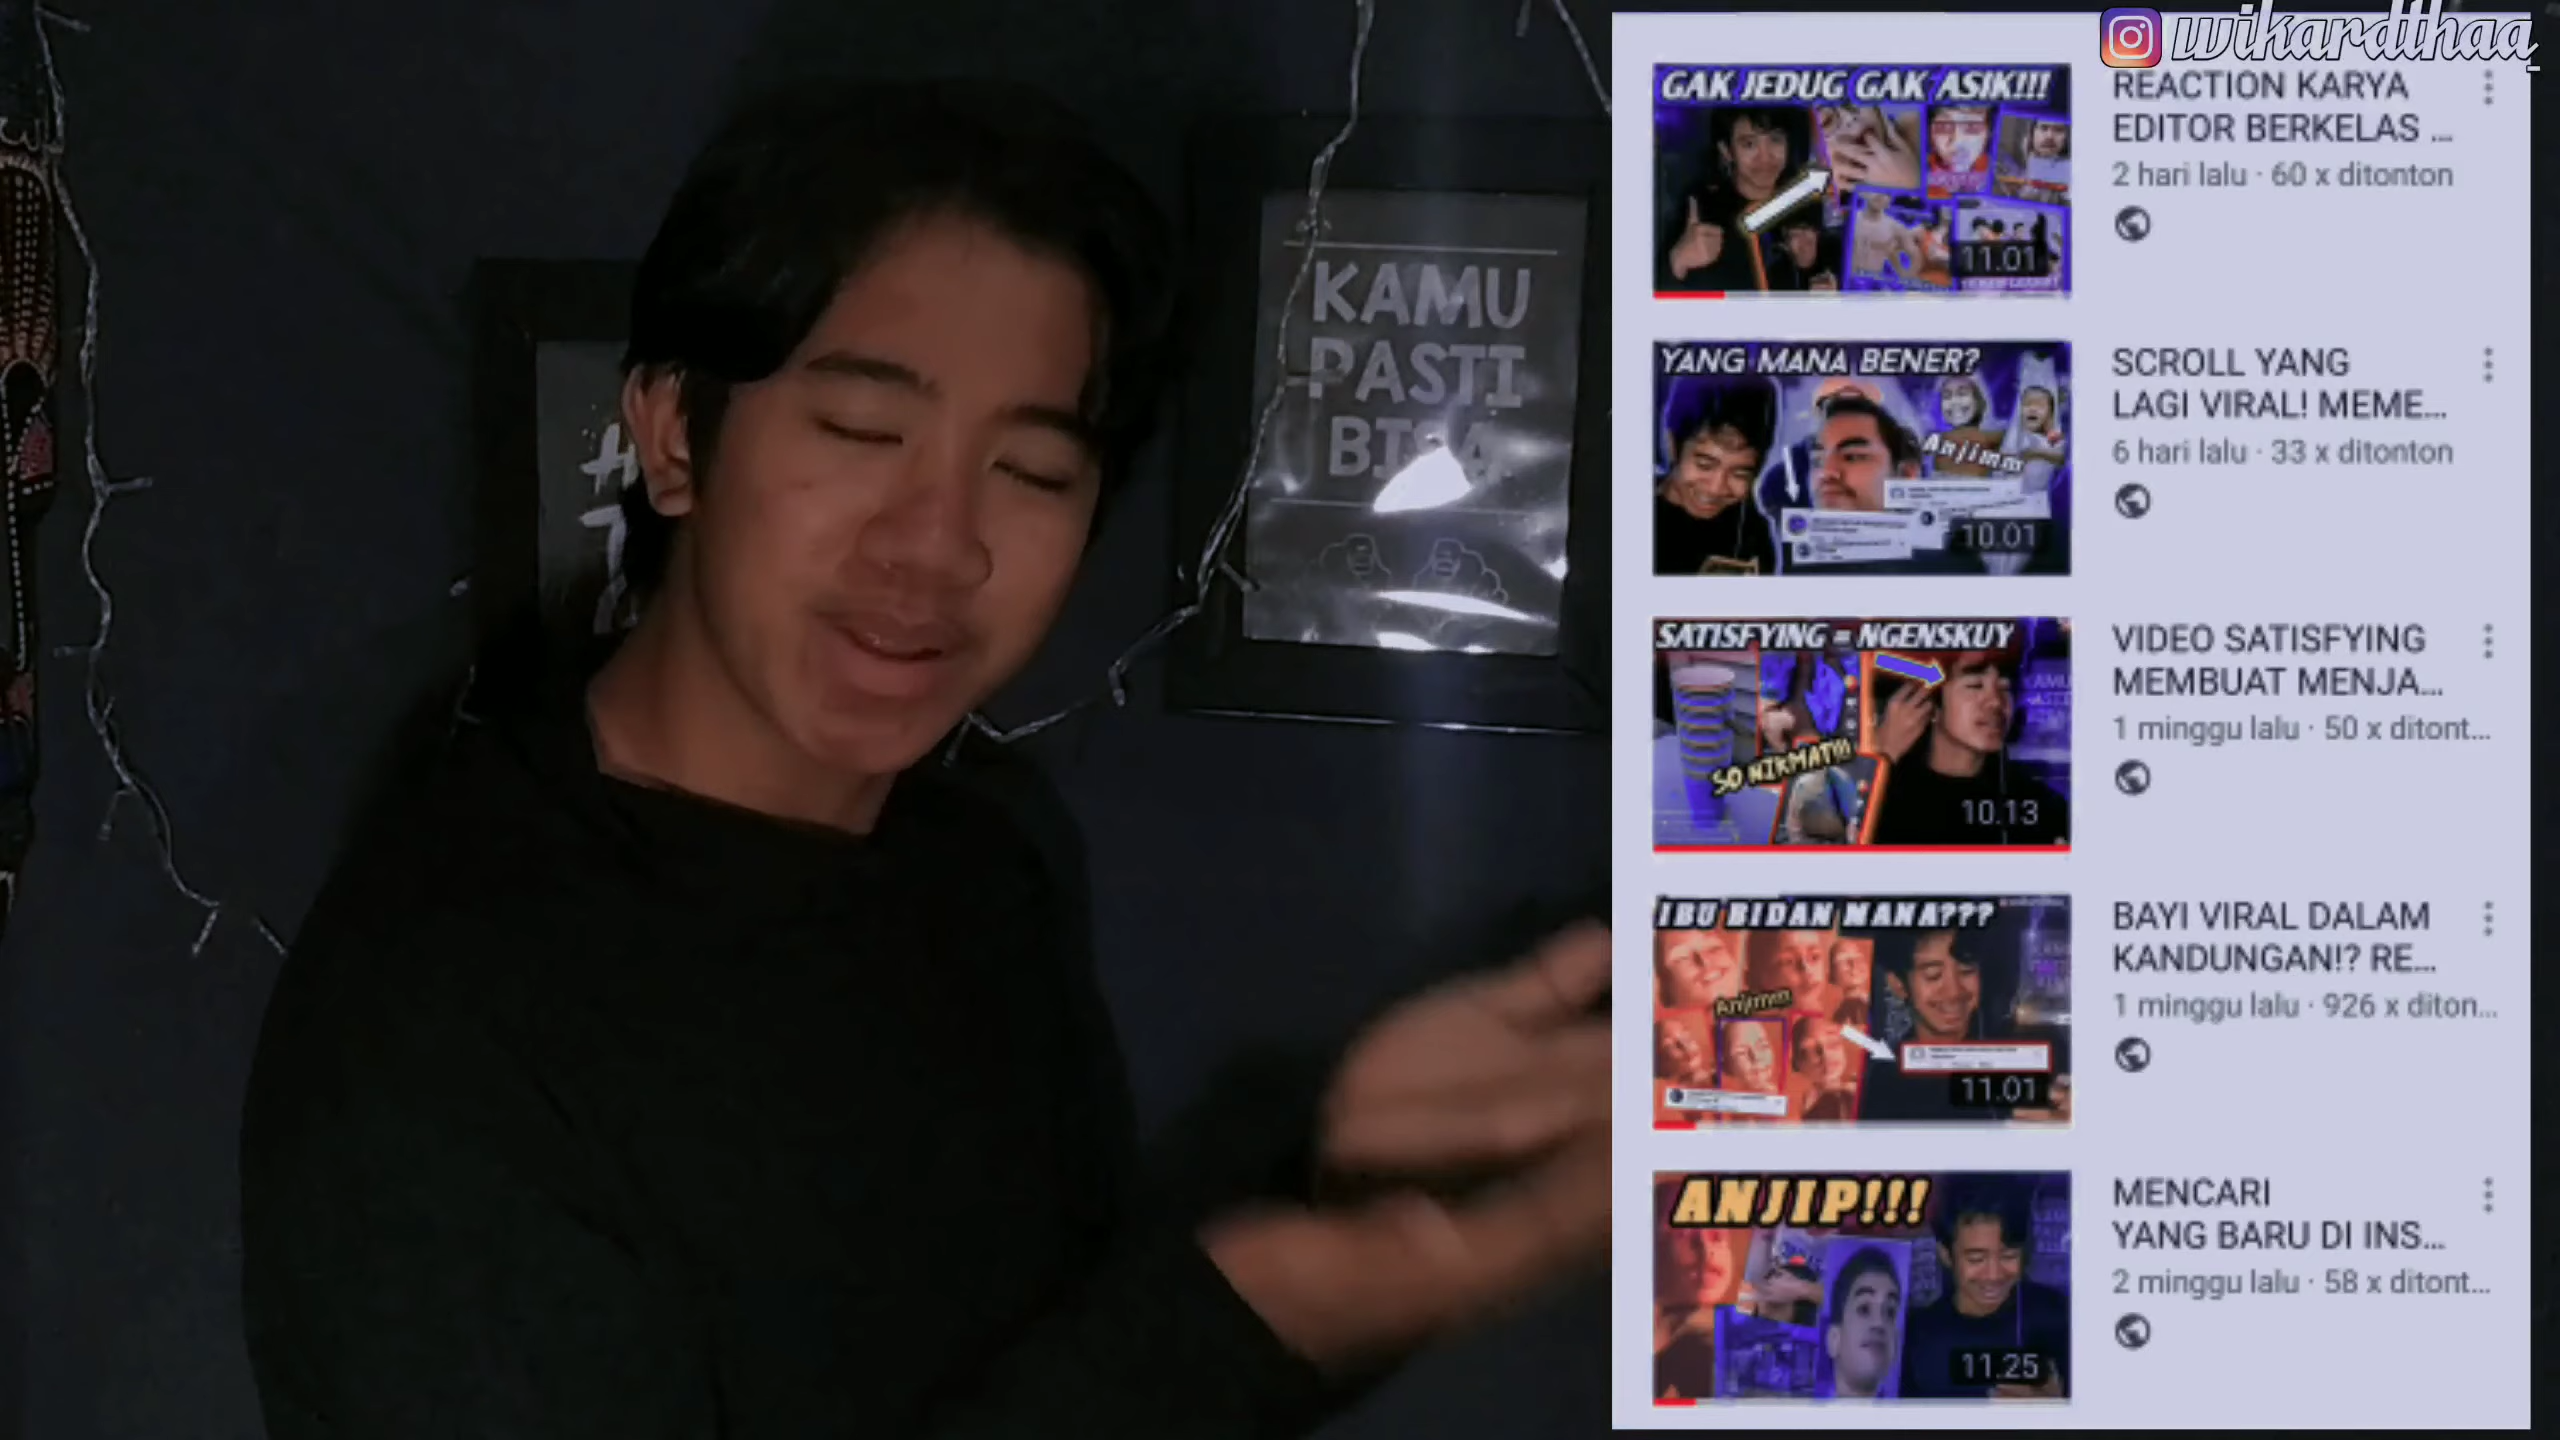 wikardthaa_
KAMU
PASTI
BISA
GAK JEDUG GAK ASIK!!!
11.01
REACTION KARYA
EDITOR BERKELAS ...
2 hari lalu · 60 x ditonton
YANG MANA BENER?
Anjimm
10.01
SCROLL YANG
LAGI VIRAL! MEME...
6 hari lalu · 33 x ditonton
SATISFYING = NGENSKUY
SO NIKMAT!!!
10.13
VIDEO SATISFYING
MEMBUAT MENJA...
1 minggu lalu · 50 x ditont...
IBU BIDAN MANA???
Anjimm
11.01
BAYI VIRAL DALAM
KANDUNGAN!? RE...
1 minggu lalu · 926 x diton...
ANJIP!!!
11.25
MENCARI
YANG BARU DI INS...
2 minggu lalu · 58 x ditont...